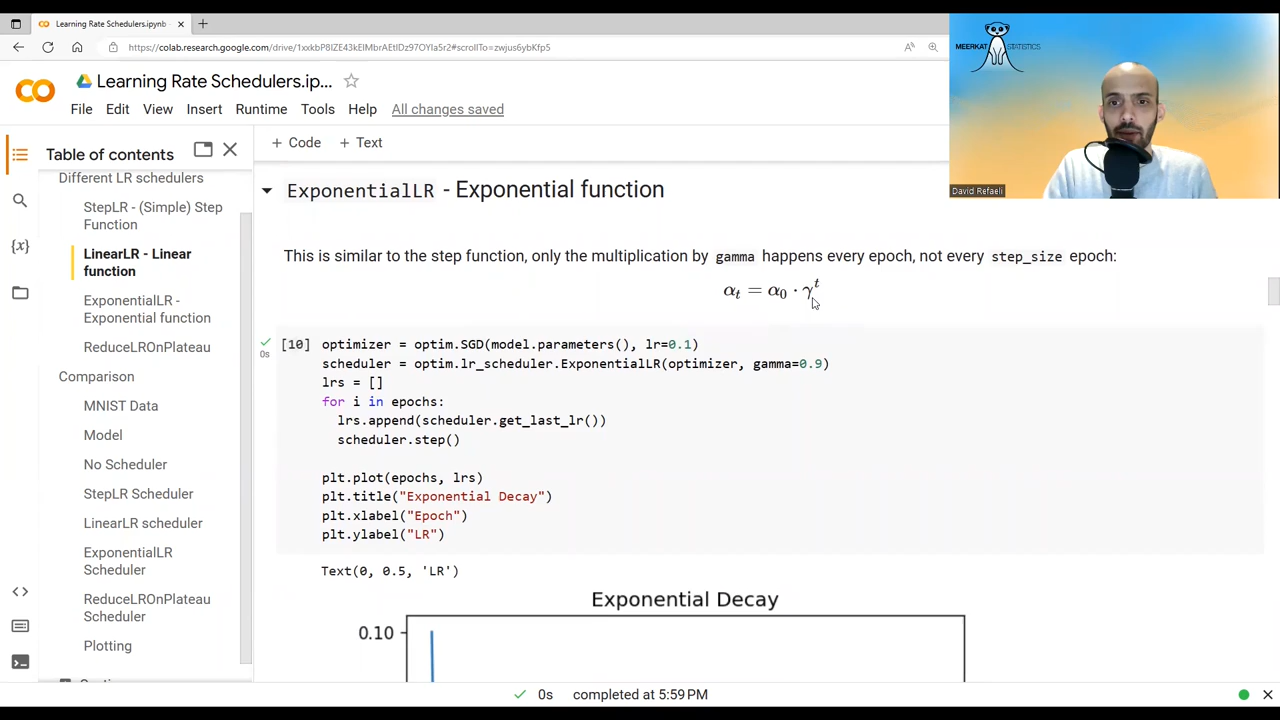 Learning Rate Schedulers.ipynb
https://colab.research.google.com/drive/1xxkbP8IZE43kEIMbrAEtIDz97OYIa5r2#scrollTo=zwjus6ybKfp5
MEERKAT STATISTICS
David Refaeli
Learning Rate Schedulers.ip...
File Edit View Insert Runtime Tools Help All changes saved
+ Code + Text
Table of contents
Different LR schedulers
StepLR - (Simple) Step
Function
LinearLR - Linear
function
ExponentialLR -
Exponential function
ReduceLROnPlateau
Comparison
MNIST Data
Model
No Scheduler
StepLR Scheduler
LinearLR scheduler
ExponentialLR
Scheduler
ReduceLROnPlateau
Scheduler
Plotting
ExponentialLR - Exponential function
This is similar to the step function, only the multiplication by gamma happens every epoch, not every step_size epoch:
αₜ = α₀ · γᵗ
[10] optimizer = optim.SGD(model.parameters(), lr=0.1)
0s
scheduler = optim.lr_scheduler.ExponentialLR(optimizer, gamma=0.9)
lrs = []
for i in epochs:
lrs.append(scheduler.get_last_lr())
scheduler.step()
plt.plot(epochs, lrs)
plt.title("Exponential Decay")
plt.xlabel("Epoch")
plt.ylabel("LR")
Text(0, 0.5, 'LR')
Exponential Decay
0.10
0s completed at 5:59 PM